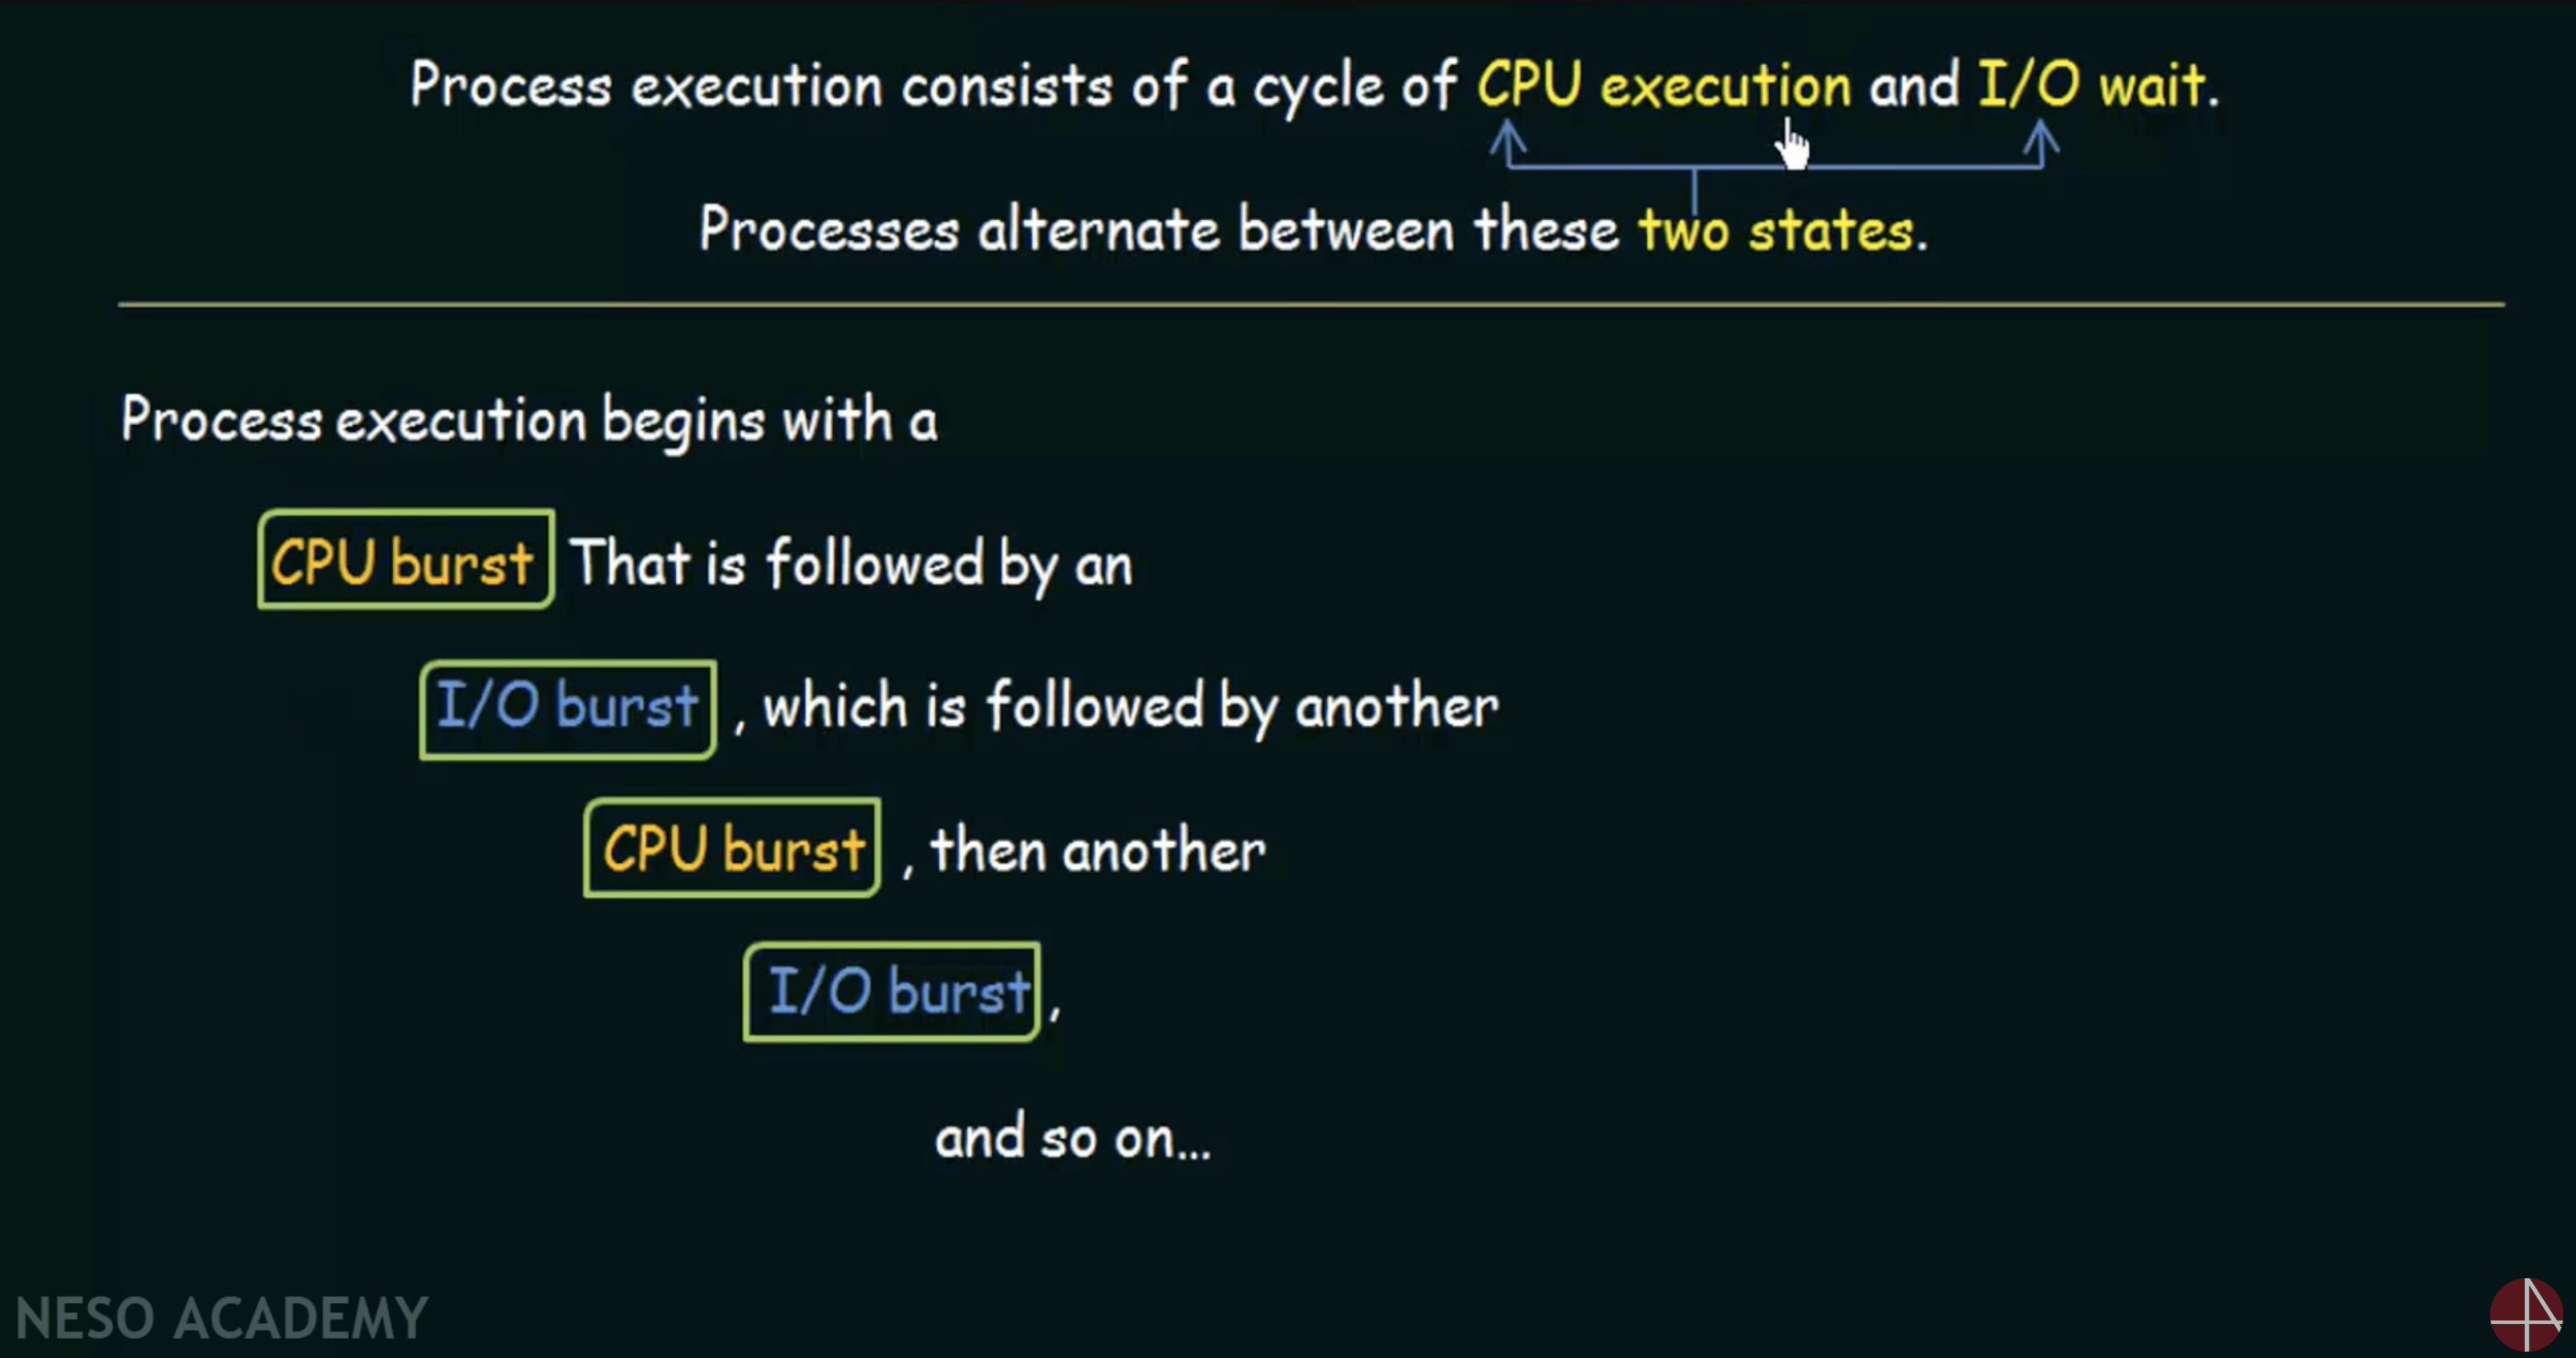 Process execution consists of a cycle of CPU execution and I/O wait.
Processes alternate between these two states.
Process execution begins with a
CPU burst That is followed by an
I/O burst , which is followed by another
CPU burst , then another
I/O burst ,
and so on...
NESO ACADEMY